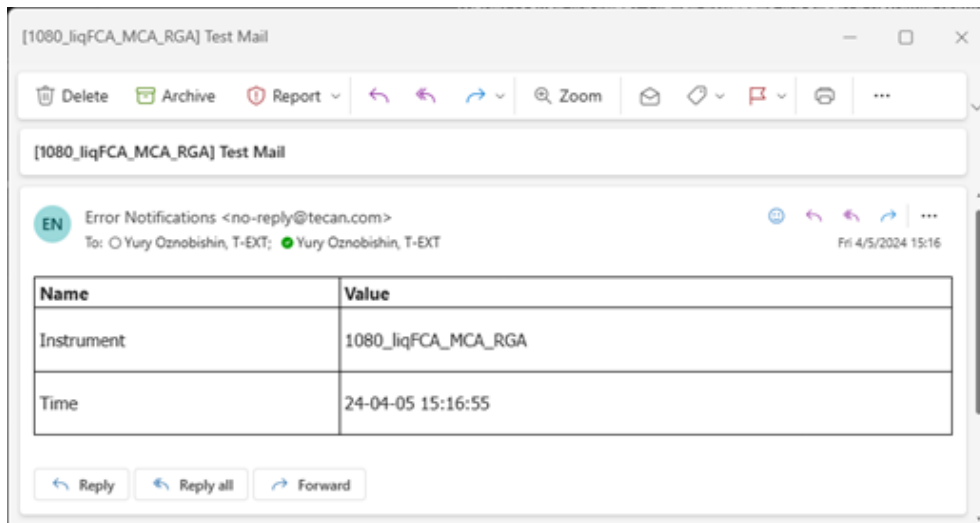 [1080_liqFCA_MCA_RGA] Test Mail
Delete Archive Report Zoom
[1080_liqFCA_MCA_RGA] Test Mail
EN
Error Notifications <no-reply@tecan.com>
To: Yury Oznobishin, T-EXT; Yury Oznobishin, T-EXT
Fri 4/5/2024 15:16
Name Value
Instrument 1080_liqFCA_MCA_RGA
Time 24-04-05 15:16:55
Reply Reply all Forward